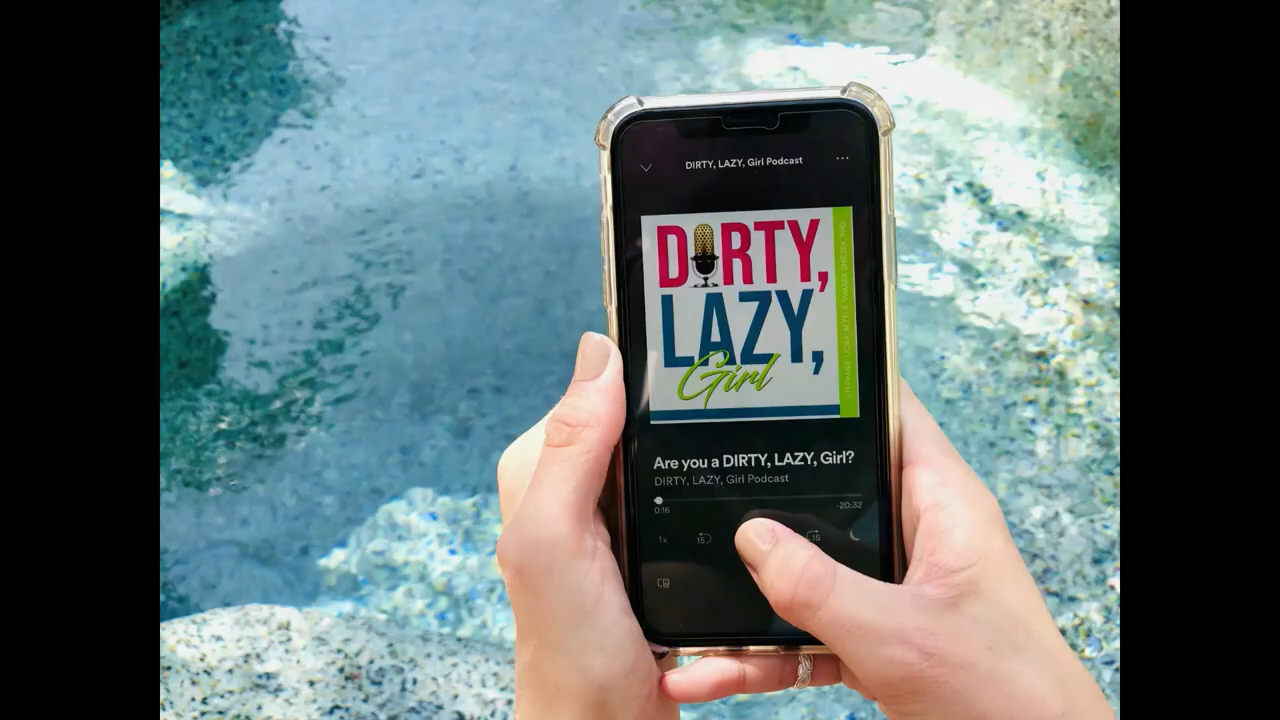 DIRTY, LAZY, Girl Podcast
DIRTY,
LAZY,
Girl
Are you a DIRTY, LAZY, Girl?
DIRTY, LAZY, Girl Podcast
0:16
-20:32
1x
15
15